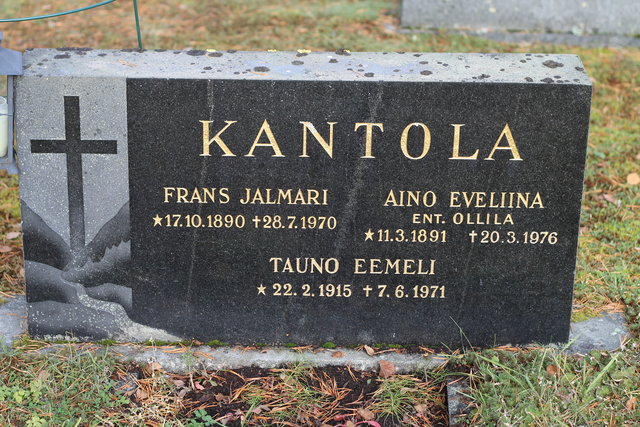 KANTOLA
FRANS JALMARI
★17.10.1890 ✝28.7.1970
AINO EVELIINA
ENT. OLLILA
★11.3.1891 ✝20.3.1976
TAUNO EEMELI
★ 22.2.1915 ✝ 7.6.1971